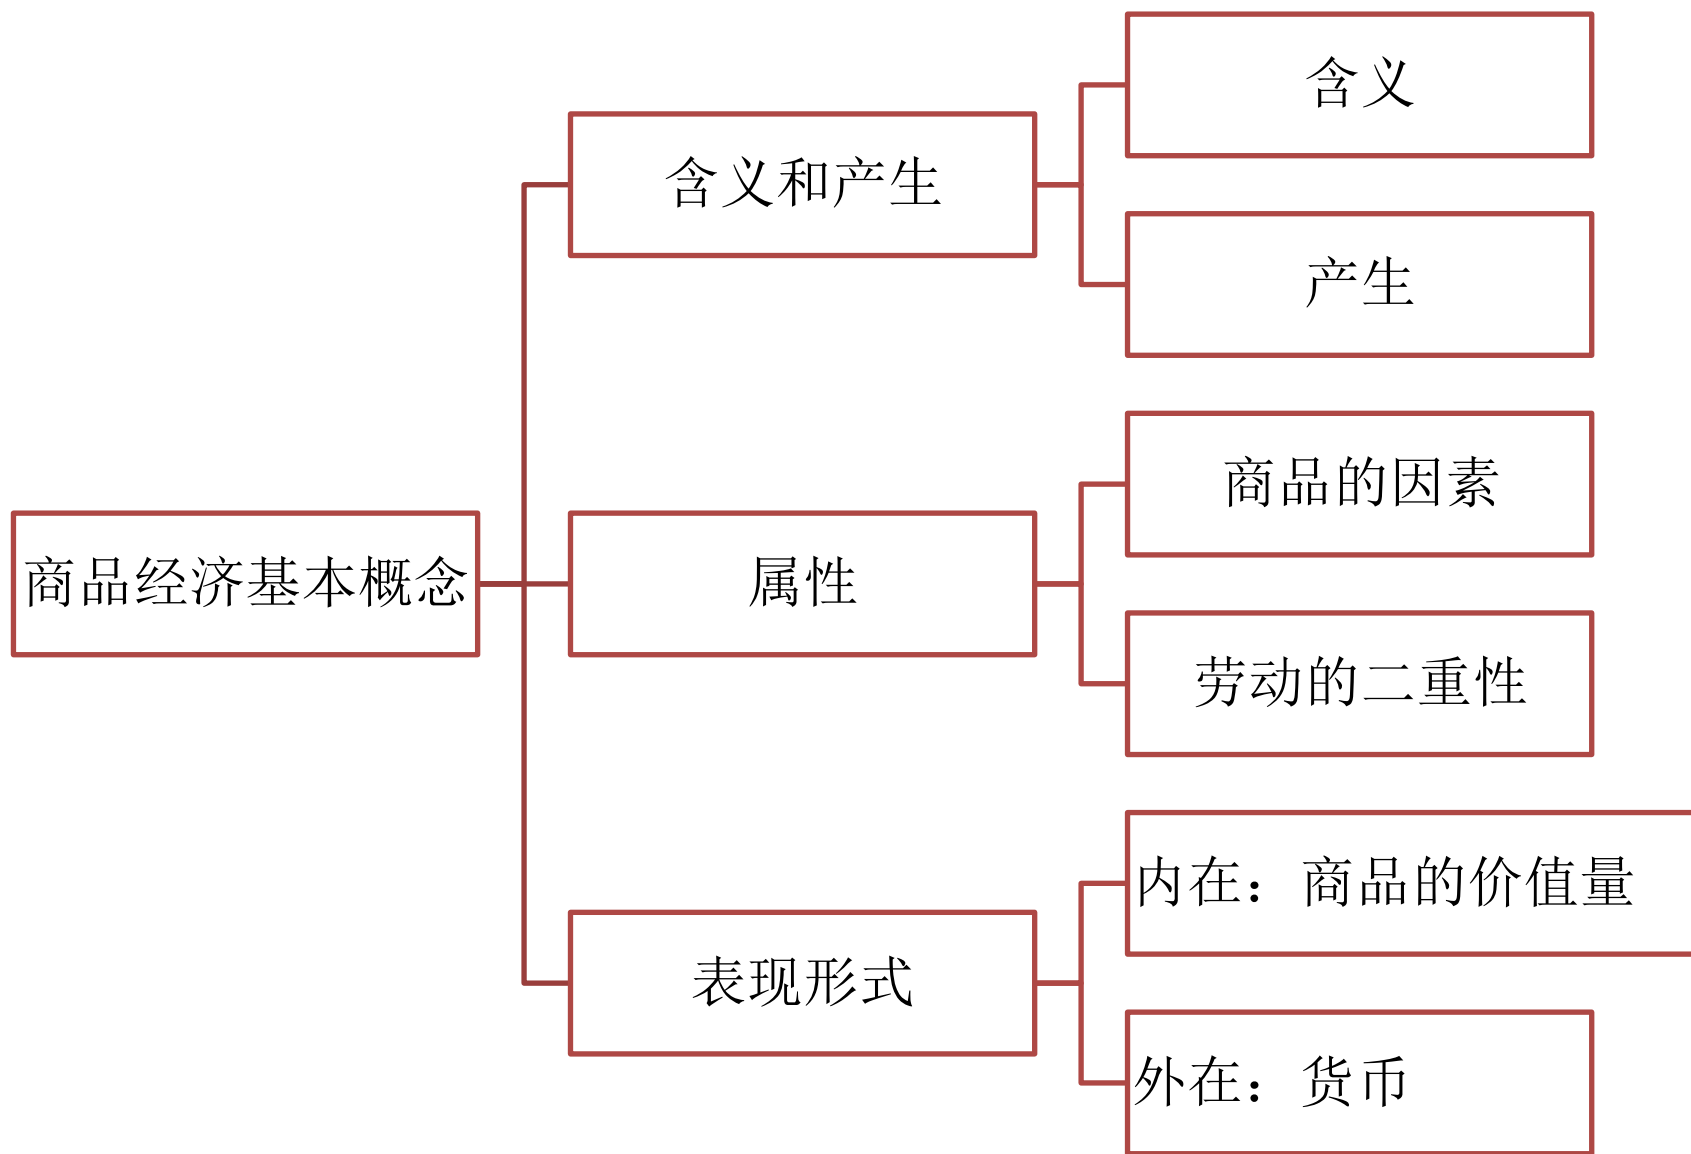 含义
含义和产生
产生
商品的因素
商品经济基本概念
属性
劳动的二重性
内在：商品的价值量
表现形式
外在：货币